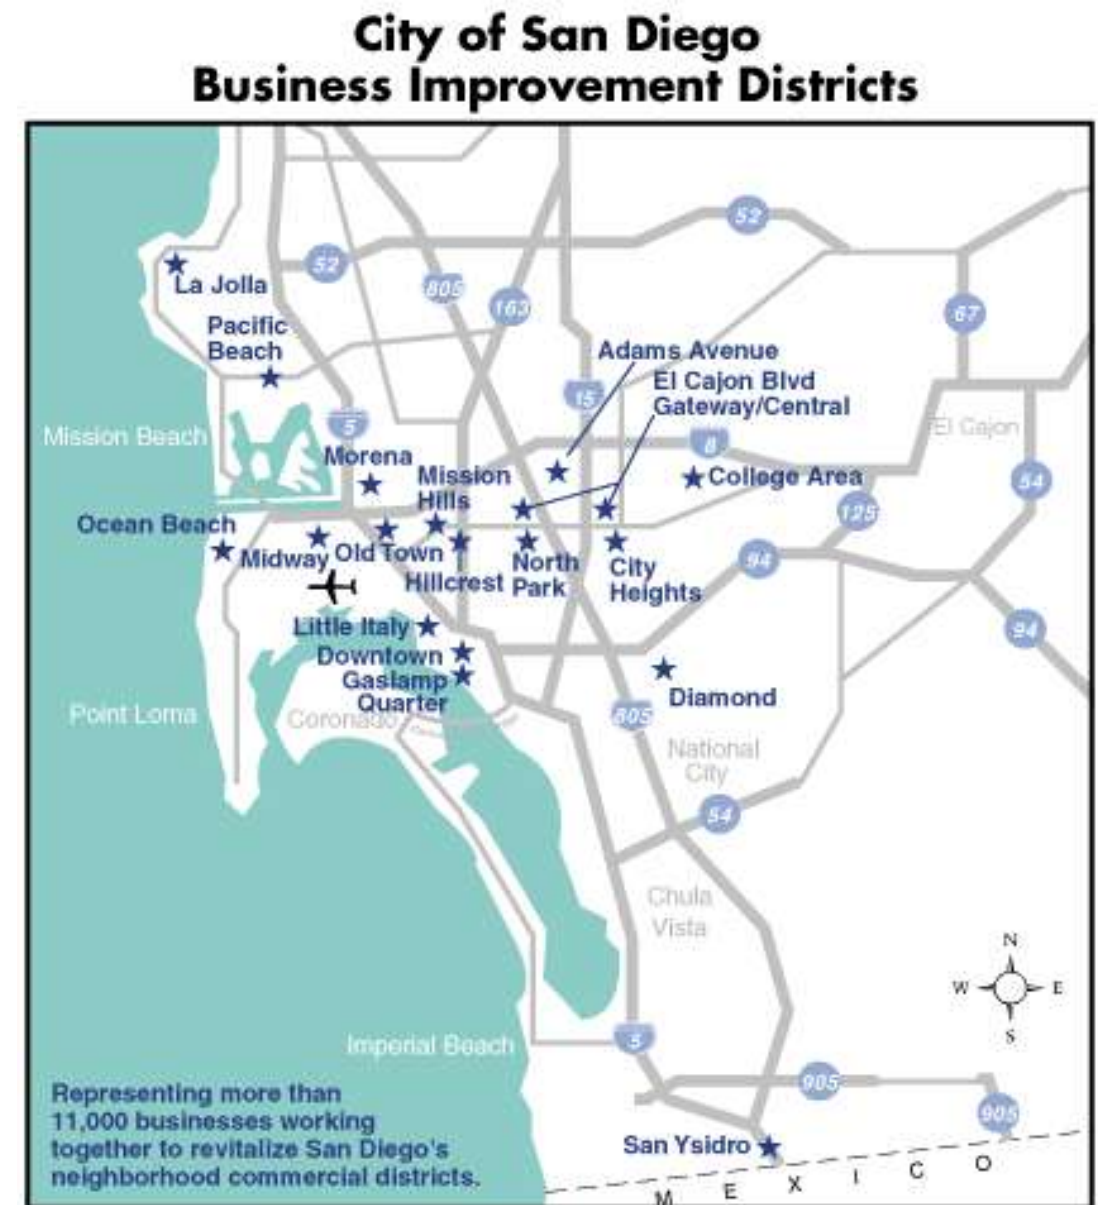 City of San Diego
Business Improvement Districts
52
52
La Jolla
805
163
67
Pacific
Beach
Adams Avenue
El Cajon Blvd
Gateway/Central
15
5
Mission Beach
El Cajon
8
Morena
Mission
Hills
College Area
54
125
Ocean Beach
Midway
Old Town
Hillcrest
North
Park
City
Heights
94
94
Little Italy
Downtown
Gaslamp
Quarter
Diamond
Point Loma
Coronado
805
National
City
54
Chula
Vista
N
W
E
S
Imperial Beach
5
905
905
Representing more than
11,000 businesses working
together to revitalize San Diego's
neighborhood commercial districts.
San Ysidro
M E X I C O